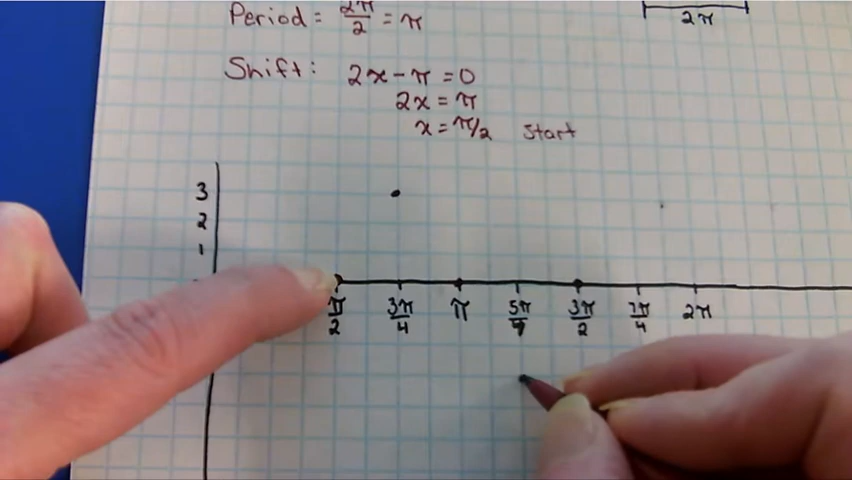 Period = 2π/2 = π
2π
Shift: 2x - π = 0
2x = π
x = π/2 start
3
2
1
π/2 3π/4 π 5π/4 3π/2 7π/4 2π